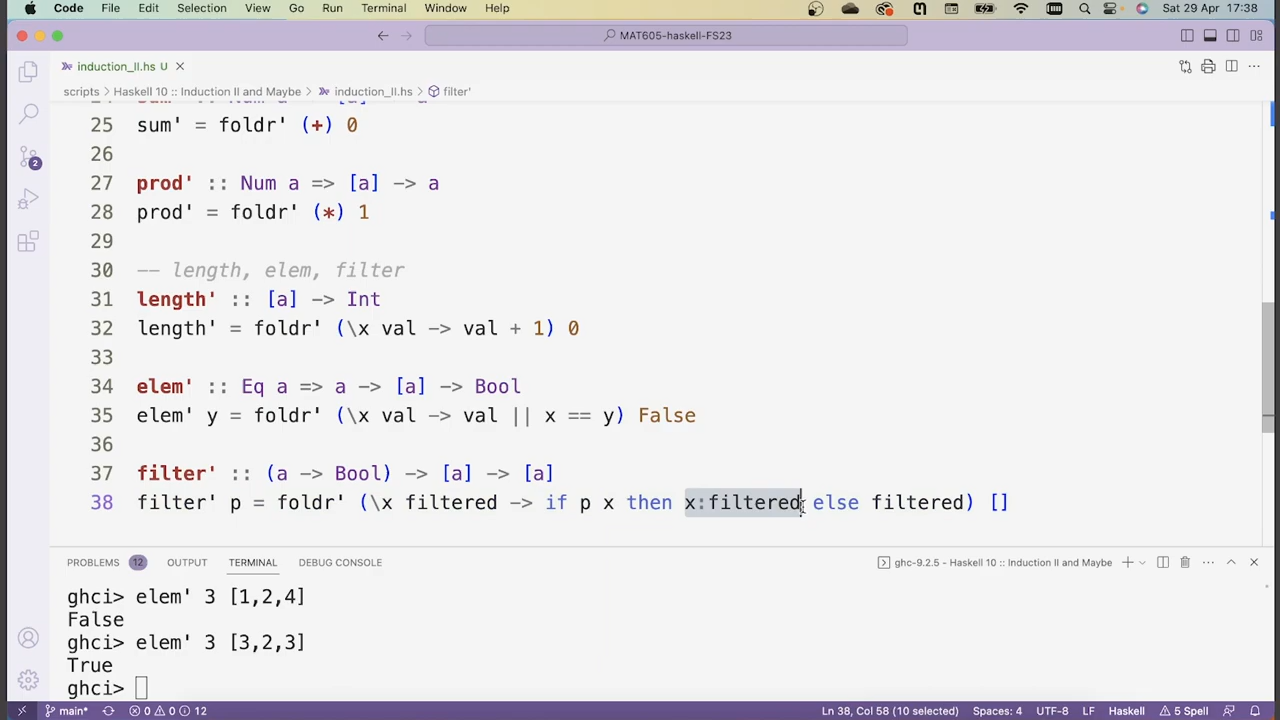 Code File Edit Selection View Go Run Terminal Window Help Sat 29 Apr 17:38
MAT605-haskell-FS23
induction_II.hs U
scripts > Haskell 10 :: Induction II and Maybe > induction_II.hs > filter'
25 sum' = foldr' (+) 0
26
27 prod' :: Num a => [a] -> a
28 prod' = foldr' (*) 1
29
30 -- length, elem, filter
31 length' :: [a] -> Int
32 length' = foldr' (\x val -> val + 1) 0
33
34 elem' :: Eq a => a -> [a] -> Bool
35 elem' y = foldr' (\x val -> val || x == y) False
36
37 filter' :: (a -> Bool) -> [a] -> [a]
38 filter' p = foldr' (\x filtered -> if p x then x:filtered else filtered) []
2
PROBLEMS 12 OUTPUT TERMINAL DEBUG CONSOLE ghc-9.2.5 - Haskell 10 :: Induction II and Maybe
ghci> elem' 3 [1,2,4]
False
ghci> elem' 3 [3,2,3]
True
ghci>
main* 0 0 12 Ln 38, Col 58 (10 selected) Spaces: 4 UTF-8 LF Haskell 5 Spell